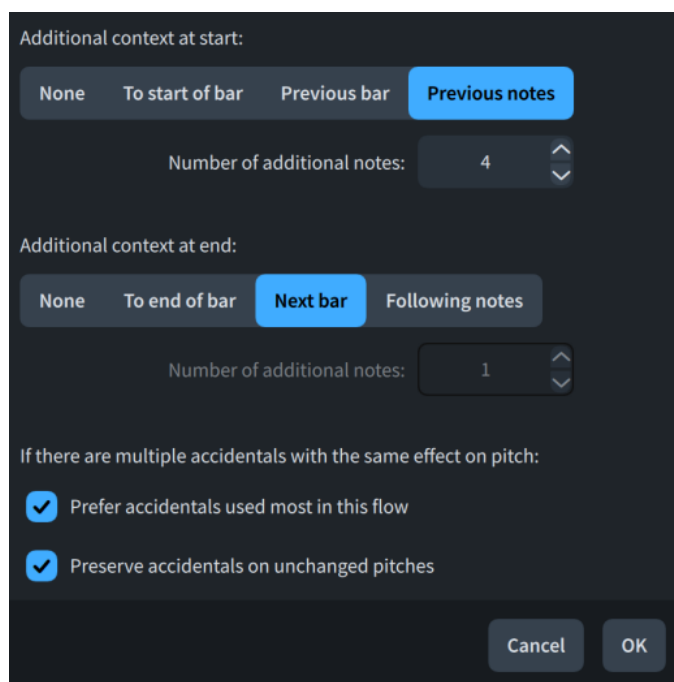 Additional context at start:
None To start of bar Previous bar Previous notes
Number of additional notes: 4
Additional context at end:
None To end of bar Next bar Following notes
Number of additional notes: 1
If there are multiple accidentals with the same effect on pitch:
Prefer accidentals used most in this flow
Preserve accidentals on unchanged pitches
Cancel OK